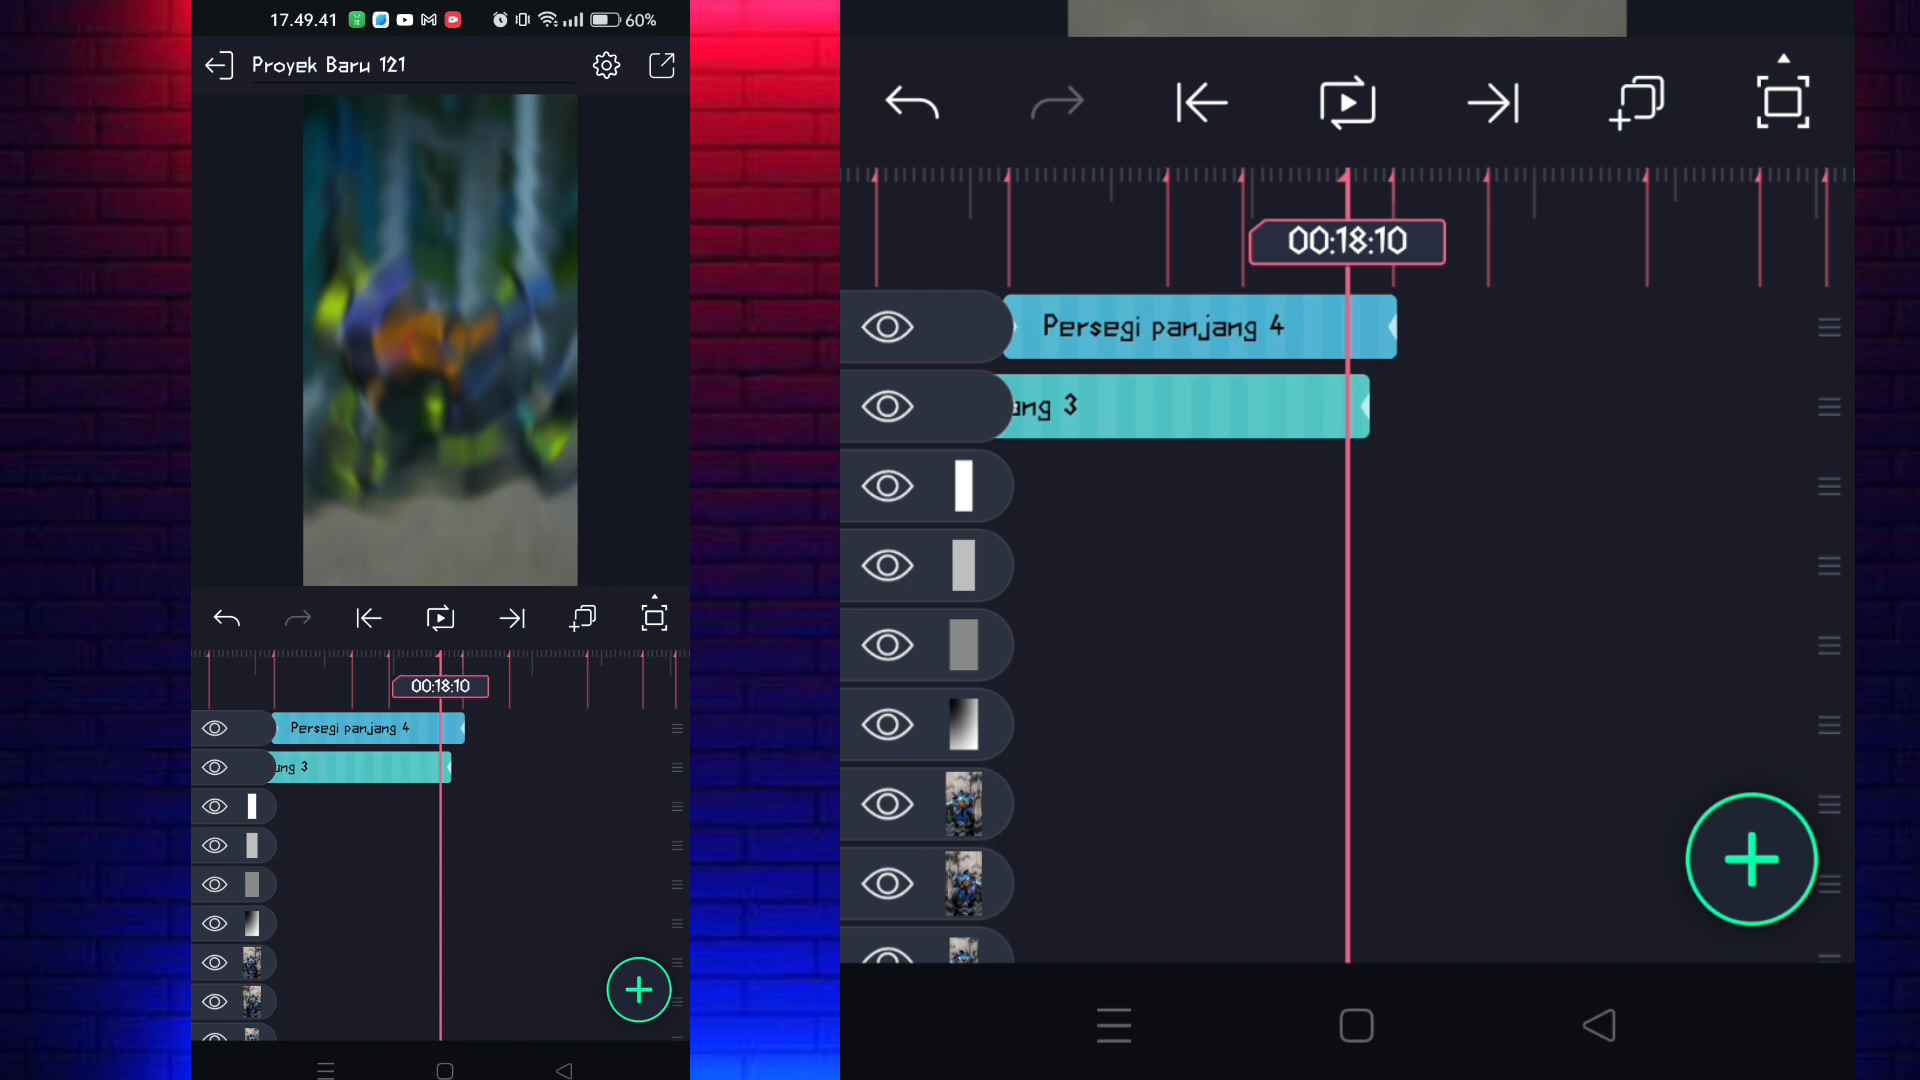 17.49.41
60%
Proyek Baru 121
00:18:10
Persegi panjang 4
ang 3
00:18:10
Persegi panjang 4
ang 3